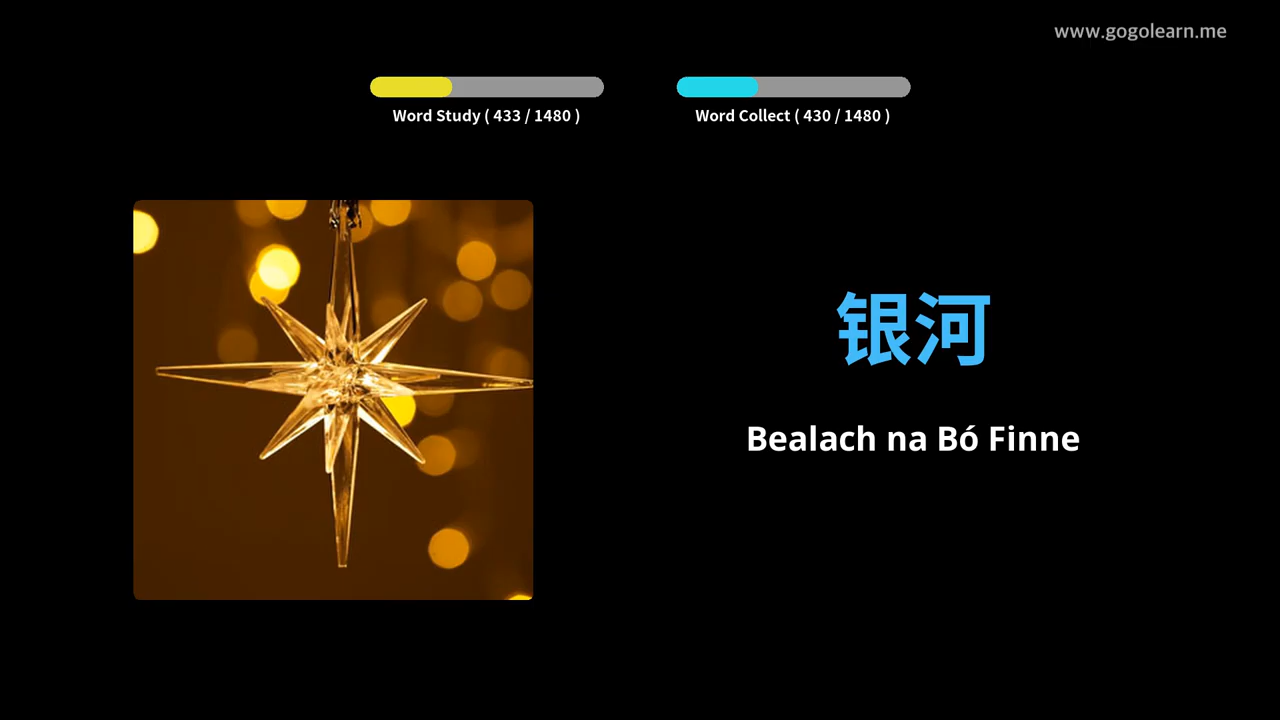 www.gogolearn.me
Word Study ( 433 / 1480 )
Word Collect ( 430 / 1480 )
银河
Bealach na Bó Finne